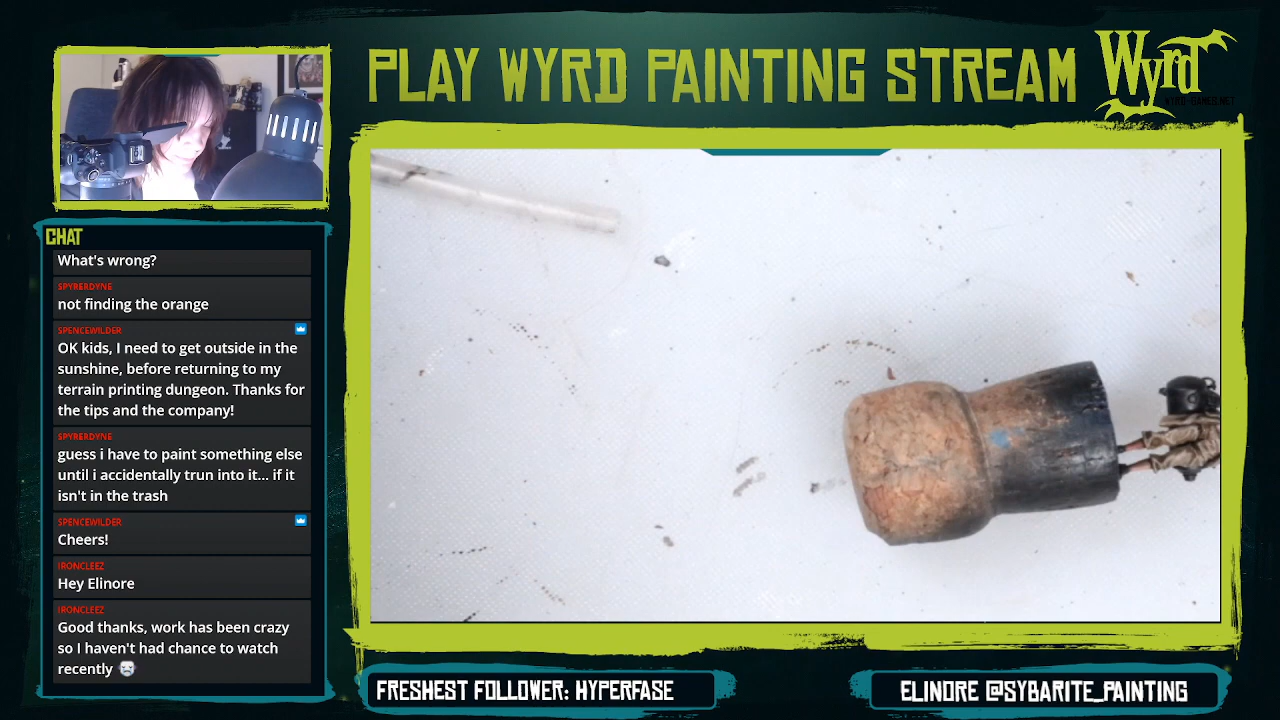 PLAY WYRD PAINTING STREAM
Wyrd
WYRD-GAMES.NET
CHAT
What's wrong?
SPYRERDYNE
not finding the orange
SPENCEWILDER
OK kids, I need to get outside in the
sunshine, before returning to my
terrain printing dungeon. Thanks for
the tips and the company!
SPYRERDYNE
guess i have to paint something else
until i accidentally trun into it... if it
isn't in the trash
SPENCEWILDER
Cheers!
IRONCLEEZ
Hey Elinore
IRONCLEEZ
Good thanks, work has been crazy
so I haven't had chance to watch
recently
FRESHEST FOLLOWER: HYPERFASE
ELINORE @SYBARITE_PAINTING